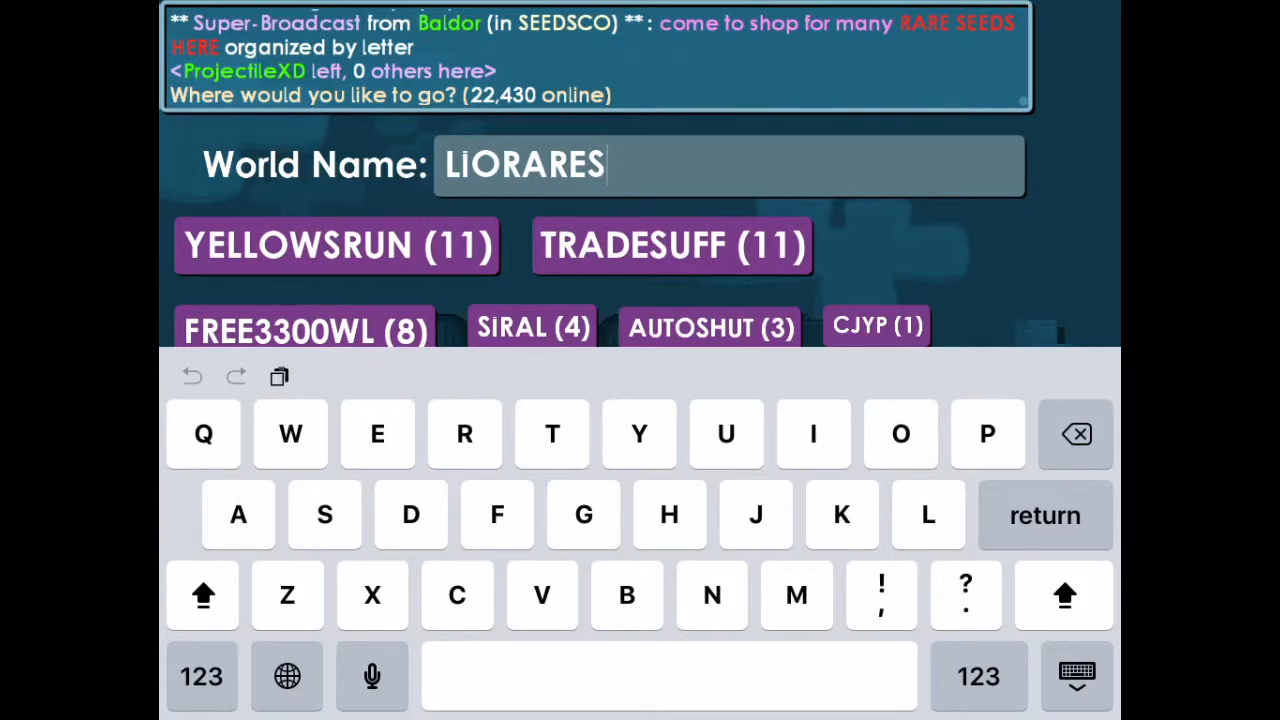 ** Super-Broadcast from Baldor (in SEEDSCO) ** : come to shop for many RARE SEEDS
HERE organized by letter
<ProjectileXD left, 0 others here>
Where would you like to go? (22,430 online)
World Name: LiORARES
YELLOWSRUN (11) TRADESUFF (11)
FREE3300WL (8) SiRAL (4) AUTOSHUT (3) CJYP (1)
Q W E R T Y U I O P
A S D F G H J K L return
Z X C V B N M ! , ? .
123 123